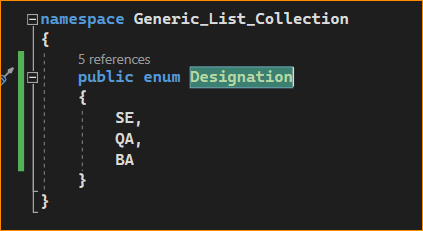 namespace Generic_List_Collection
{
5 references
public enum Designation
{
SE,
QA,
BA
}
}